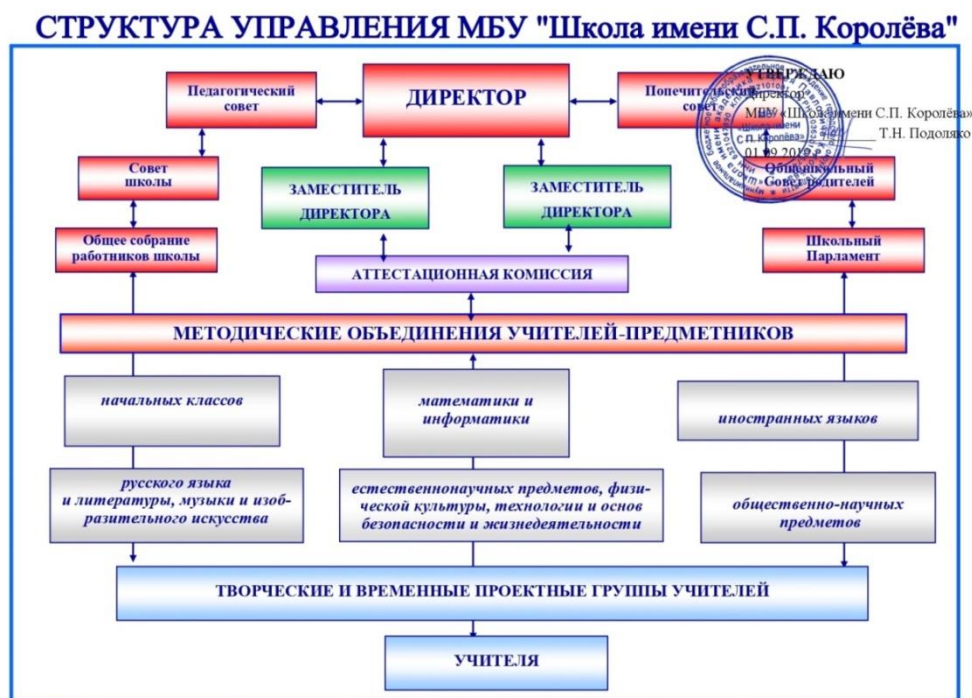 СТРУКТУРА УПРАВЛЕНИЯ МБУ "Школа имени С.П. Королёва"
Педагогический
совет
ДИРЕКТОР
Попечительский
совет
УТВЕРЖДАЮ
Директор
МБУ «Школа имени С.П. Королёва»
Т.Н. Подоляко
Совет
школы
ЗАМЕСТИТЕЛЬ
ДИРЕКТОРА
ЗАМЕСТИТЕЛЬ
ДИРЕКТОРА
Общешкольный
Совет родителей
Общее собрание
работников школы
Школьный
Парламент
АТТЕСТАЦИОННАЯ КОМИССИЯ
МЕТОДИЧЕСКИЕ ОБЪЕДИНЕНИЯ УЧИТЕЛЕЙ-ПРЕДМЕТНИКОВ
начальных классов
математики и
информатики
иностранных языков
русского языка
и литературы, музыки и изоб-
разительного искусства
естественнонаучных предметов, физи-
ческой культуры, технологии и основ
безопасности и жизнедеятельности
общественно-научных
предметов
ТВОРЧЕСКИЕ И ВРЕМЕННЫЕ ПРОЕКТНЫЕ ГРУППЫ УЧИТЕЛЕЙ
УЧИТЕЛЯ